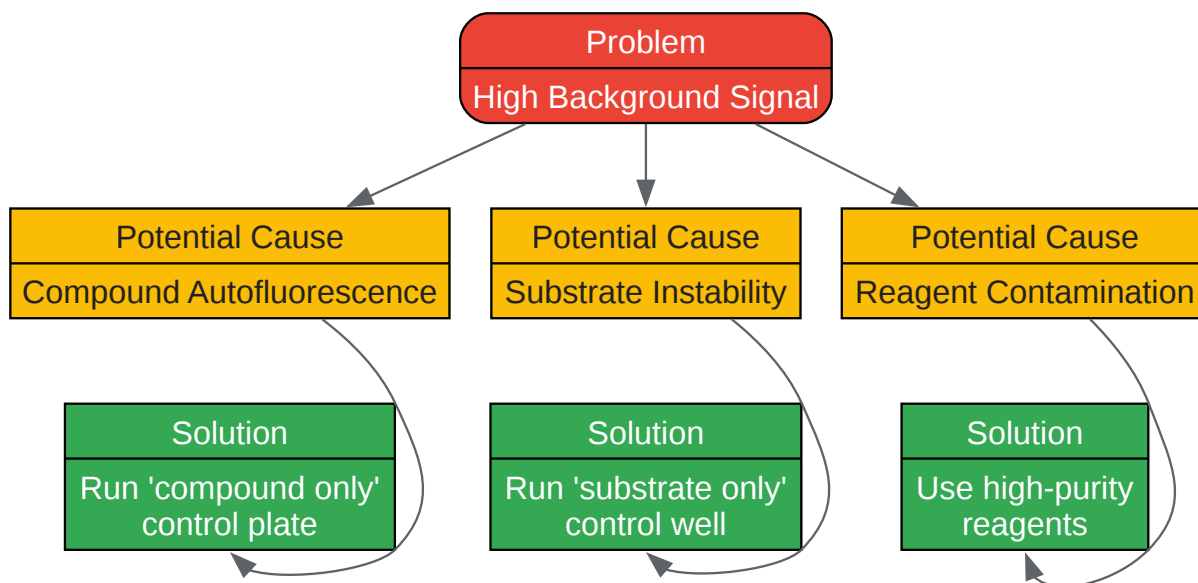 Problem
High Background Signal
Potential Cause
Compound Autofluorescence
Potential Cause
Substrate Instability
Potential Cause
Reagent Contamination
Solution
Run 'compound only'
control plate
Solution
Run 'substrate only'
control well
Solution
Use high-purity
reagents